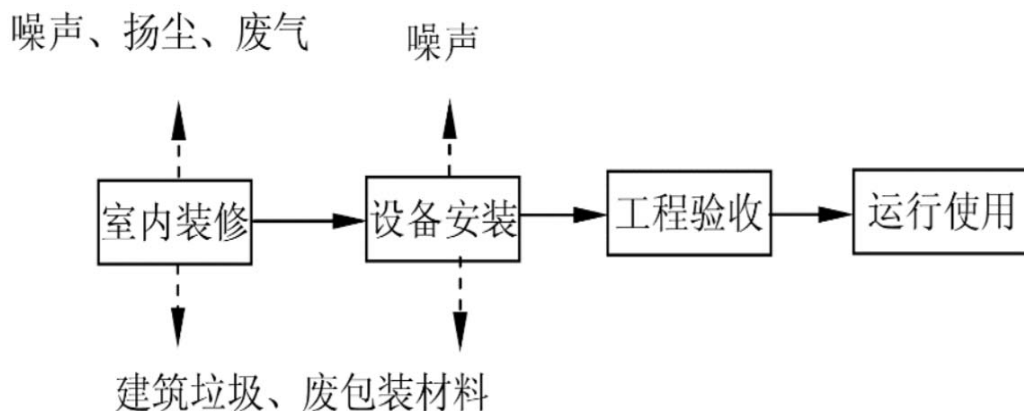 噪声、扬尘、废气
噪声
室内装修
设备安装
工程验收
运行使用
建筑垃圾、废包装材料